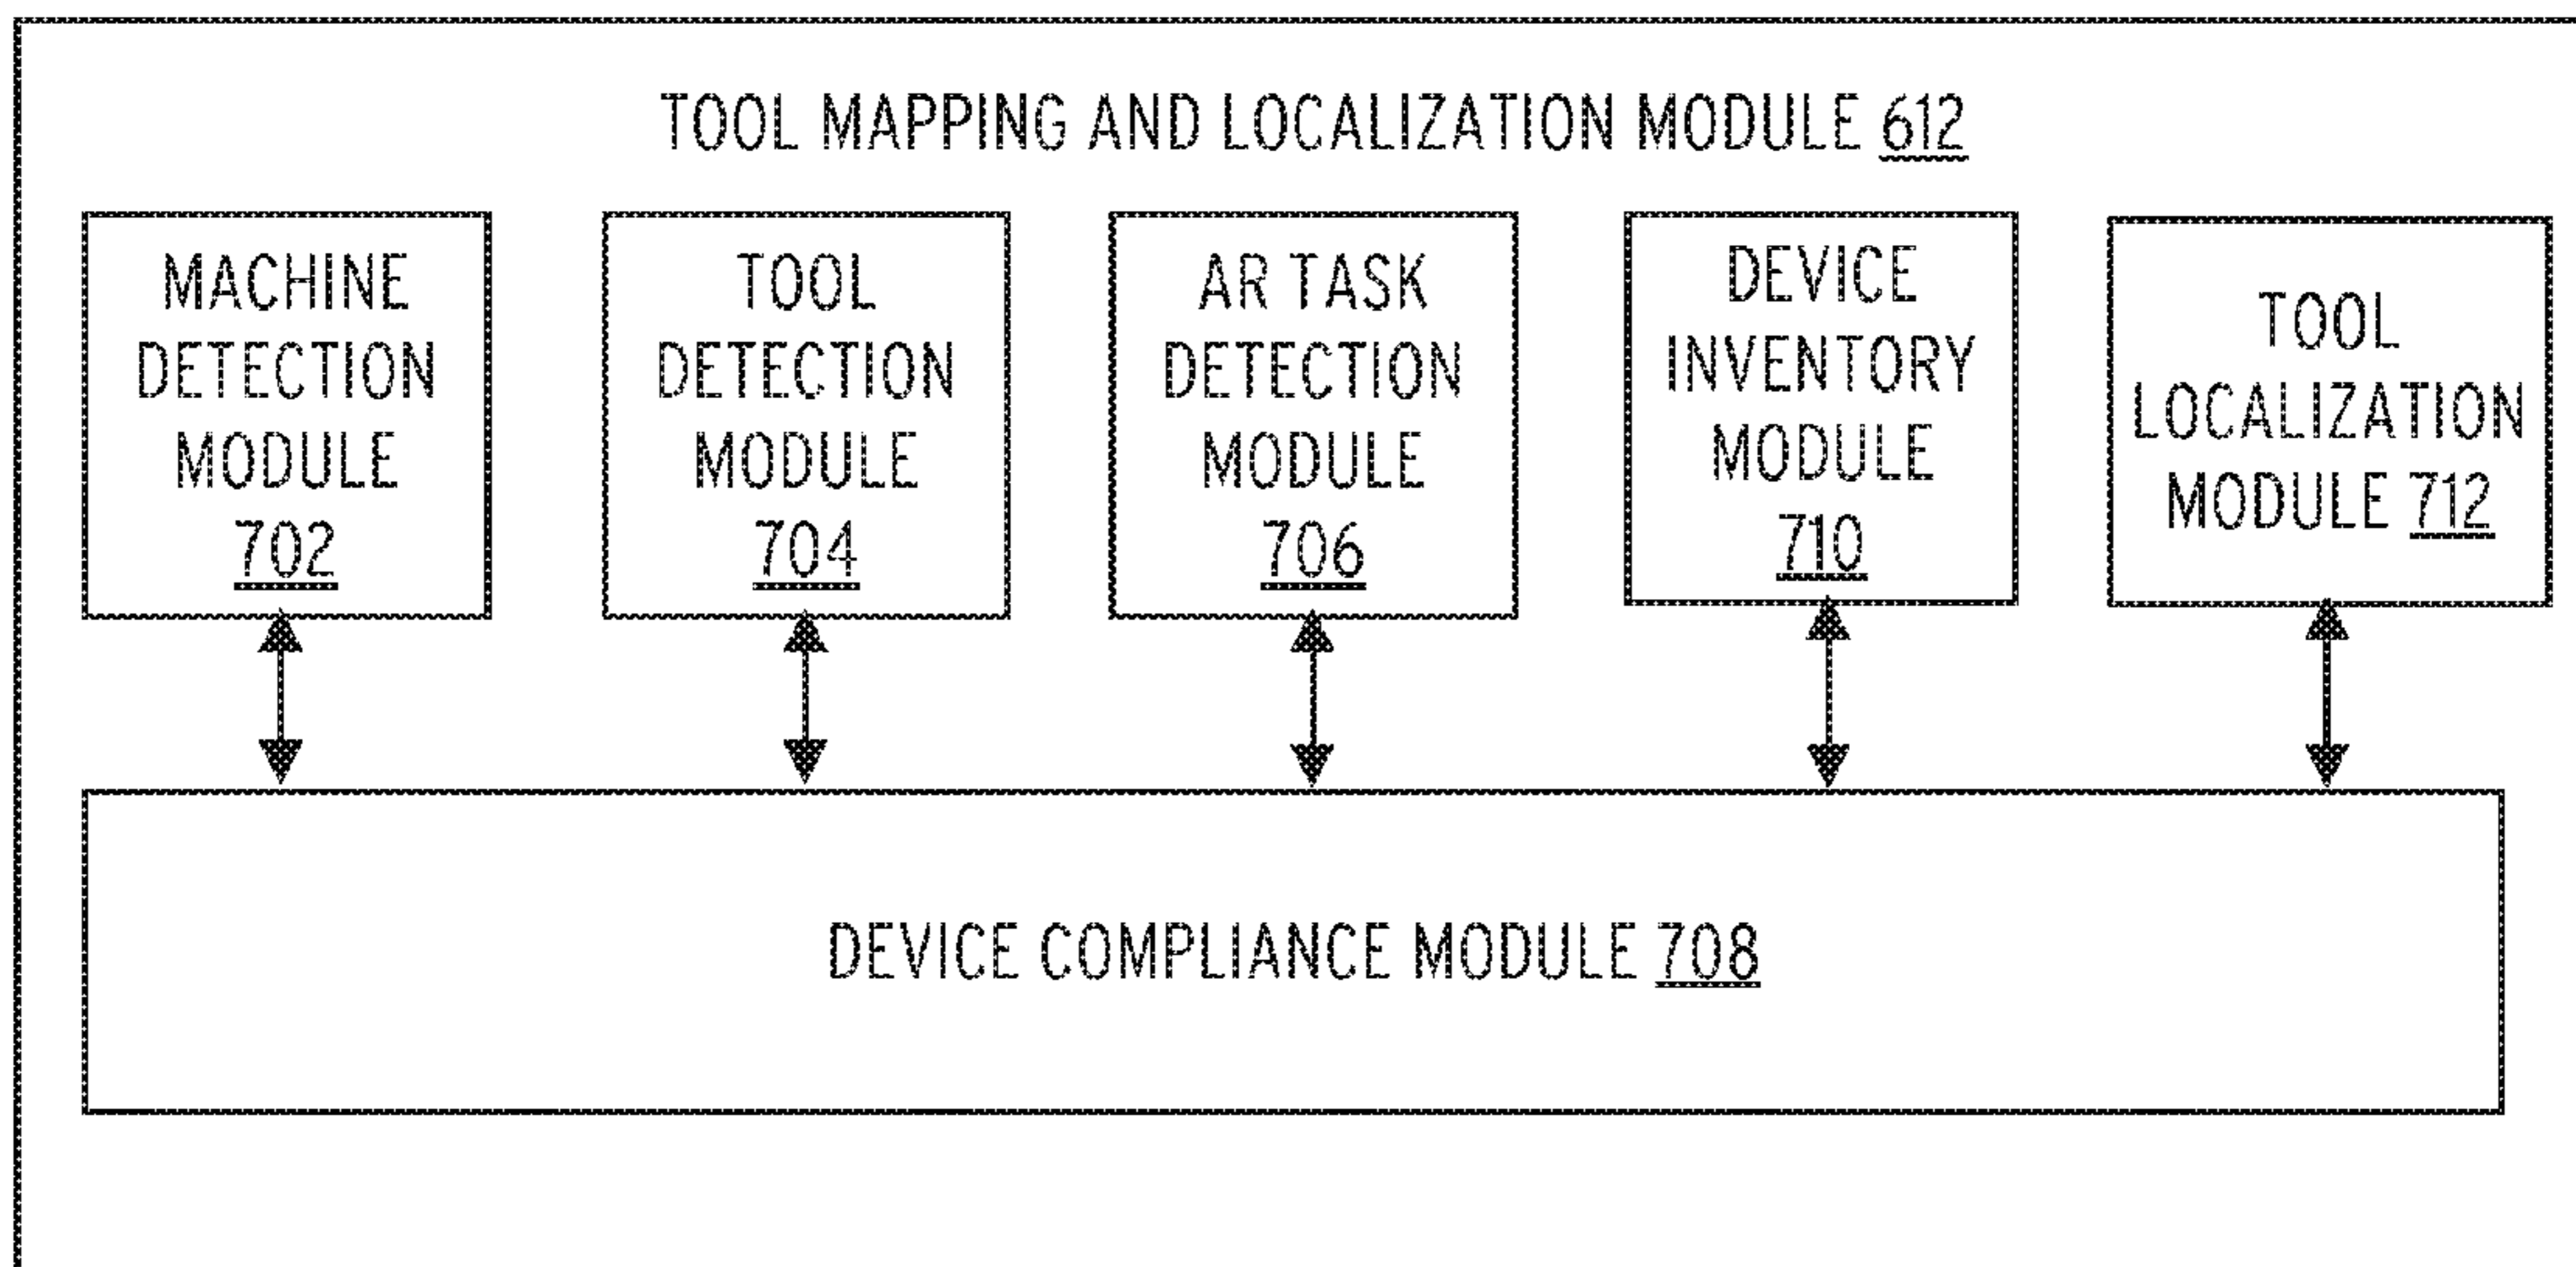 TOOL MAPPING AND LOCALIZATION MODULE 612
MACHINE
DETECTION
MODULE
702
TOOL
DETECTION
MODULE
704
AR TASK
DETECTION
MODULE
706
DEVICE
INVENTORY
MODULE
710
TOOL
LOCALIZATION
MODULE 712
DEVICE COMPLIANCE MODULE 708